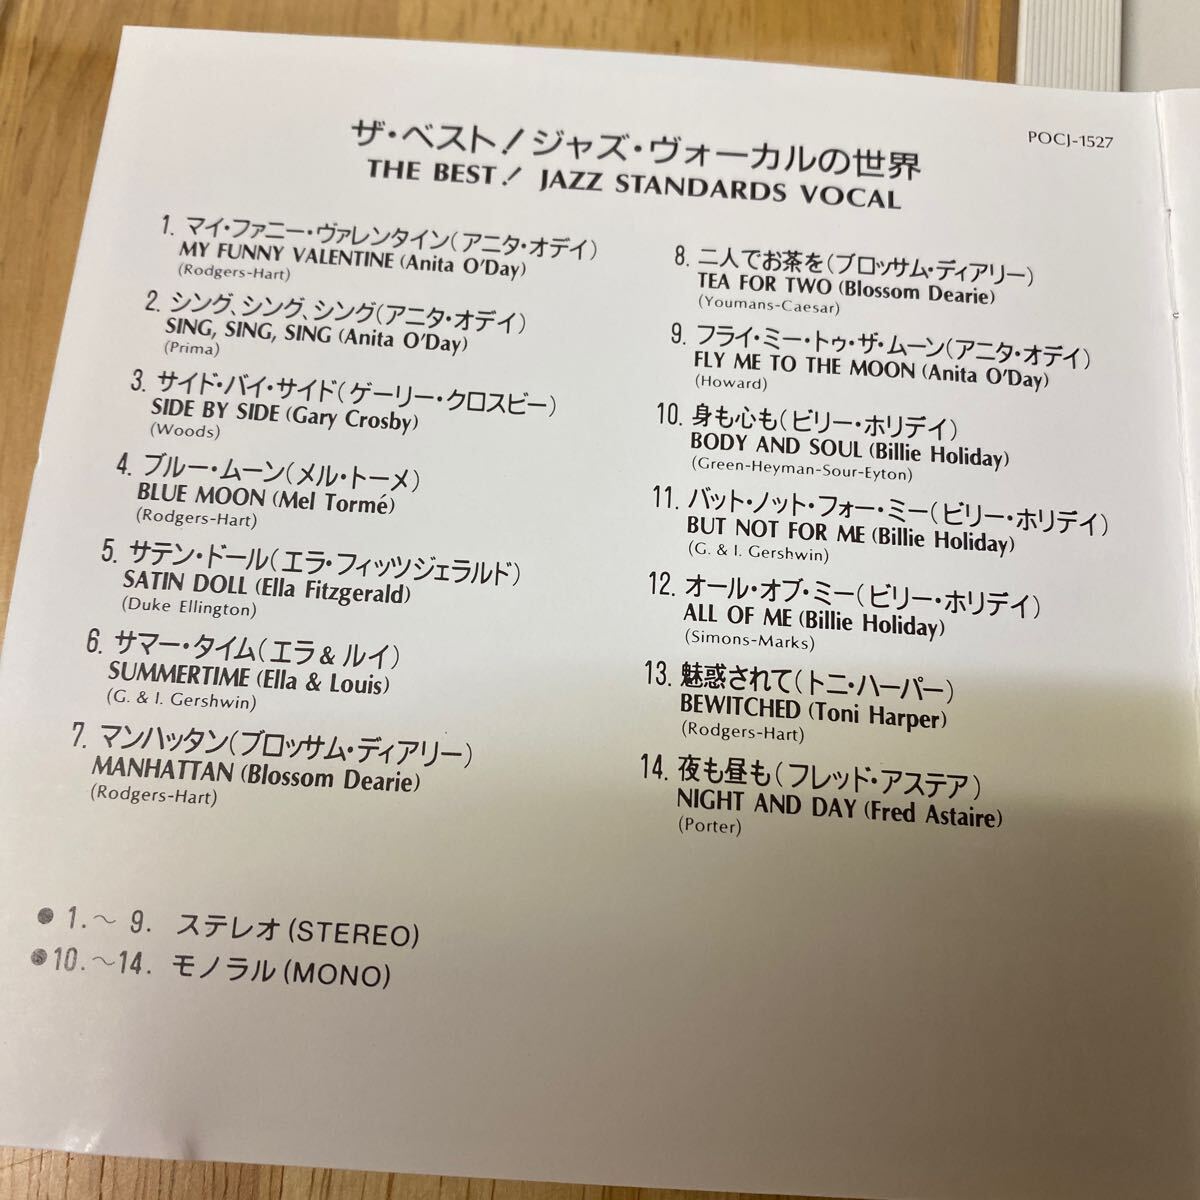 POCJ-1527
ザ・ベスト!ジャズ・ヴォーカルの世界
THE BEST! JAZZ STANDARDS VOCAL
1. マイ・ファニー・ヴァレンタイン(アニタ・オデイ)
MY FUNNY VALENTINE (Anita O'Day)
(Rodgers-Hart)
2. シング、シング、シング(アニタ・オデイ)
SING, SING, SING (Anita O'Day)
(Prima)
3. サイド・バイ・サイド(ゲーリー・クロスビー)
SIDE BY SIDE (Gary Crosby)
(Woods)
4. ブルー・ムーン(メル・トーメ)
BLUE MOON (Mel Tormé)
(Rodgers-Hart)
5. サテン・ドール(エラ・フィッツジェラルド)
SATIN DOLL (Ella Fitzgerald)
(Duke Ellington)
6. サマー・タイム(エラ & ルイ)
SUMMERTIME (Ella & Louis)
(G. & I. Gershwin)
7. マンハッタン(ブロッサム・ディアリー)
MANHATTAN (Blossom Dearie)
(Rodgers-Hart)
8. 二人でお茶を(ブロッサム・ディアリー)
TEA FOR TWO (Blossom Dearie)
(Youmans-Caesar)
9. フライ・ミー・トゥ・ザ・ムーン(アニタ・オデイ)
FLY ME TO THE MOON (Anita O'Day)
(Howard)
10. 身も心も(ビリー・ホリデイ)
BODY AND SOUL (Billie Holiday)
(Green-Heyman-Sour-Eyton)
11. バット・ノット・フォー・ミー(ビリー・ホリデイ)
BUT NOT FOR ME (Billie Holiday)
(G. & I. Gershwin)
12. オール・オブ・ミー(ビリー・ホリデイ)
ALL OF ME (Billie Holiday)
(Simons-Marks)
13. 魅惑されて(トニ・ハーパー)
BEWITCHED (Toni Harper)
(Rodgers-Hart)
14. 夜も昼も(フレッド・アステア)
NIGHT AND DAY (Fred Astaire)
(Porter)
●1.〜 9. ステレオ(STEREO)
●10.〜14. モノラル(MONO)